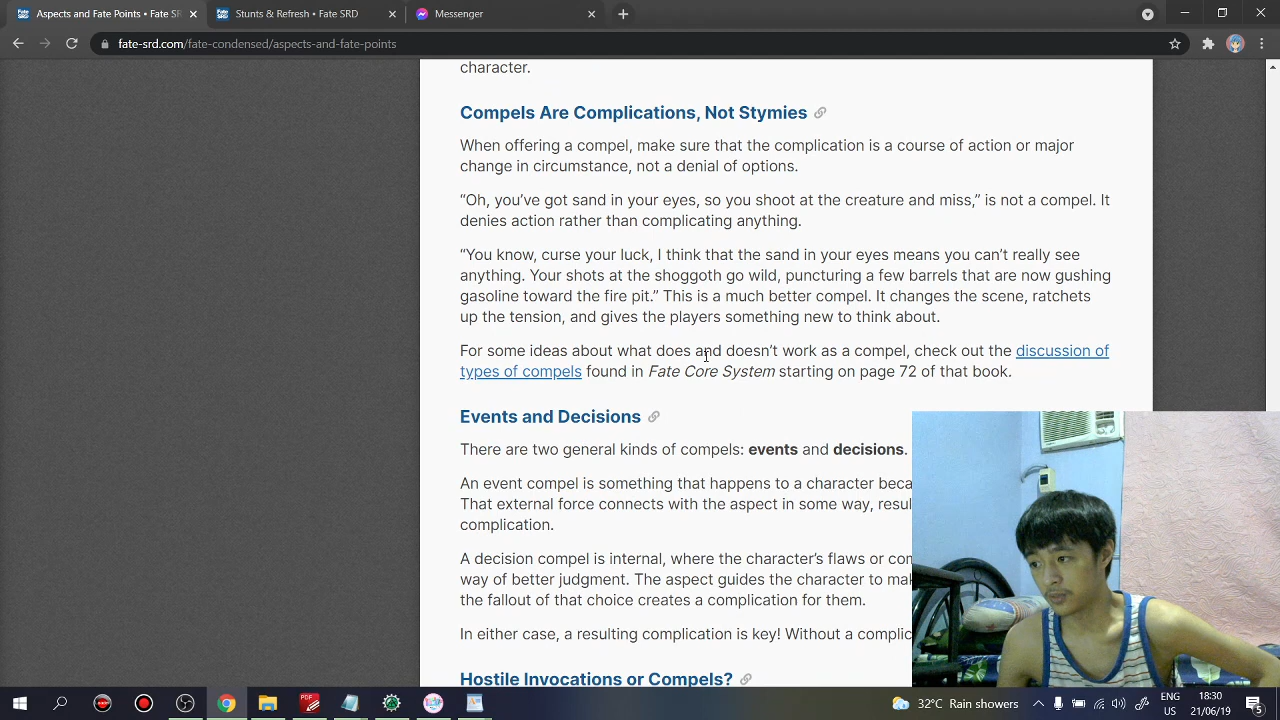 Aspects and Fate Points • Fate SR
Stunts & Refresh • Fate SRD
Messenger
fate-srd.com/fate-condensed/aspects-and-fate-points
character.
Compels Are Complications, Not Stymies
When offering a compel, make sure that the complication is a course of action or major
change in circumstance, not a denial of options.
“Oh, you’ve got sand in your eyes, so you shoot at the creature and miss,” is not a compel. It
denies action rather than complicating anything.
“You know, curse your luck, I think that the sand in your eyes means you can’t really see
anything. Your shots at the shoggoth go wild, puncturing a few barrels that are now gushing
gasoline toward the fire pit.” This is a much better compel. It changes the scene, ratchets
up the tension, and gives the players something new to think about.
For some ideas about what does and doesn’t work as a compel, check out the discussion of
types of compels found in Fate Core System starting on page 72 of that book.
Events and Decisions
There are two general kinds of compels: events and decisions.
An event compel is something that happens to a character beca
That external force connects with the aspect in some way, resul
complication.
A decision compel is internal, where the character’s flaws or con
way of better judgment. The aspect guides the character to mak
the fallout of that choice creates a complication for them.
In either case, a resulting complication is key! Without a complic
Hostile Invocations or Compels?
32°C Rain showers
ENG
US
18:30
21/06/19
5